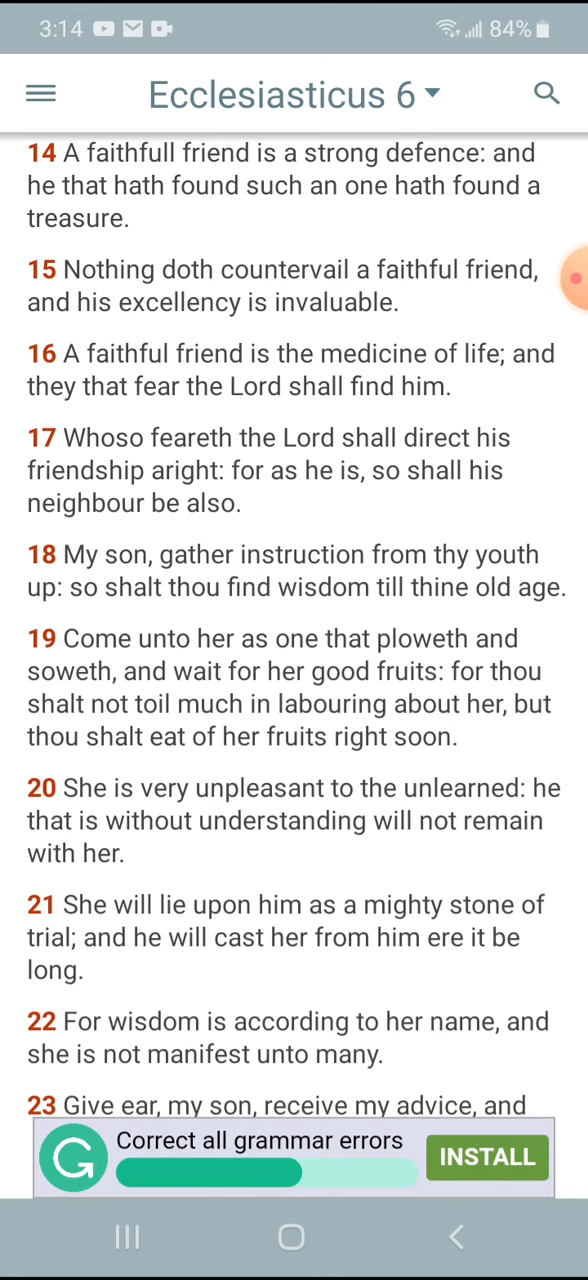 3:14 84%
Ecclesiasticus 6
14 A faithfull friend is a strong defence: and
he that hath found such an one hath found a
treasure.
15 Nothing doth countervail a faithful friend,
and his excellency is invaluable.
16 A faithful friend is the medicine of life; and
they that fear the Lord shall find him.
17 Whoso feareth the Lord shall direct his
friendship aright: for as he is, so shall his
neighbour be also.
18 My son, gather instruction from thy youth
up: so shalt thou find wisdom till thine old age.
19 Come unto her as one that ploweth and
soweth, and wait for her good fruits: for thou
shalt not toil much in labouring about her, but
thou shalt eat of her fruits right soon.
20 She is very unpleasant to the unlearned: he
that is without understanding will not remain
with her.
21 She will lie upon him as a mighty stone of
trial; and he will cast her from him ere it be
long.
22 For wisdom is according to her name, and
she is not manifest unto many.
23 Give ear, my son, receive my advice, and
Correct all grammar errors
INSTALL